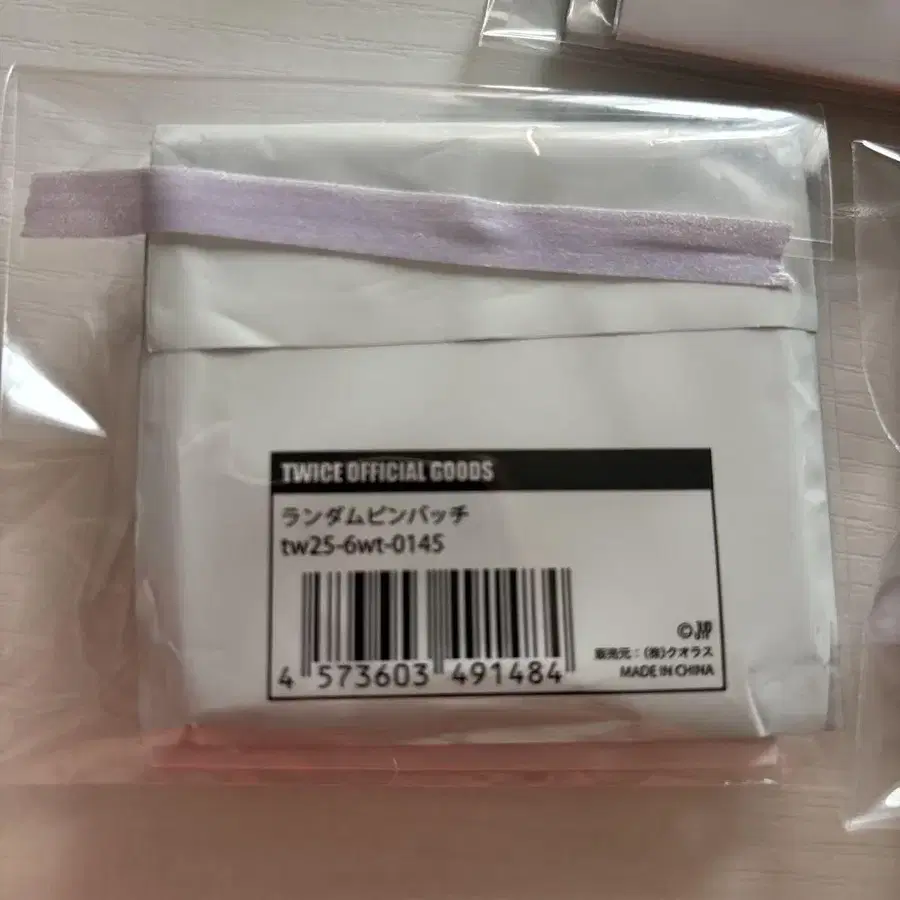 TWICE OFFICIAL GOODS
ランダムピンバッチ
tw25-6wt-0145
4 573603 491484
©
販売元：(株)クオラス
MADE IN CHINA